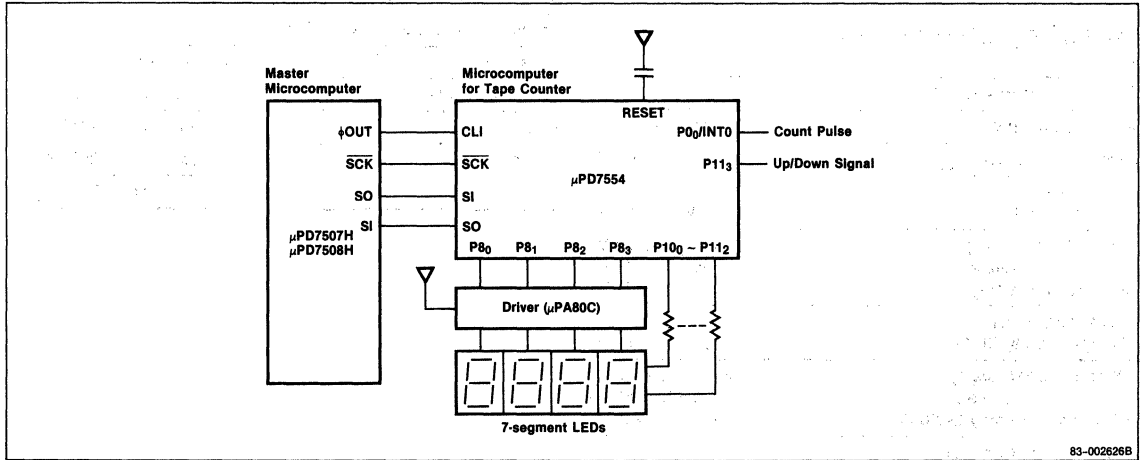 Master
Microcomputer
Microcomputer
for Tape Counter
RESET
ϕOUT
CLI
P0₀/INT0
Count Pulse
SCK
SCK
P11₃
Up/Down Signal
μPD7554
SO
SI
SI
SO
μPD7507H
μPD7508H
P8₀ P8₁ P8₂ P8₃ P10₀ ~ P11₂
Driver (μPA80C)
7-segment LEDs
83-002626B